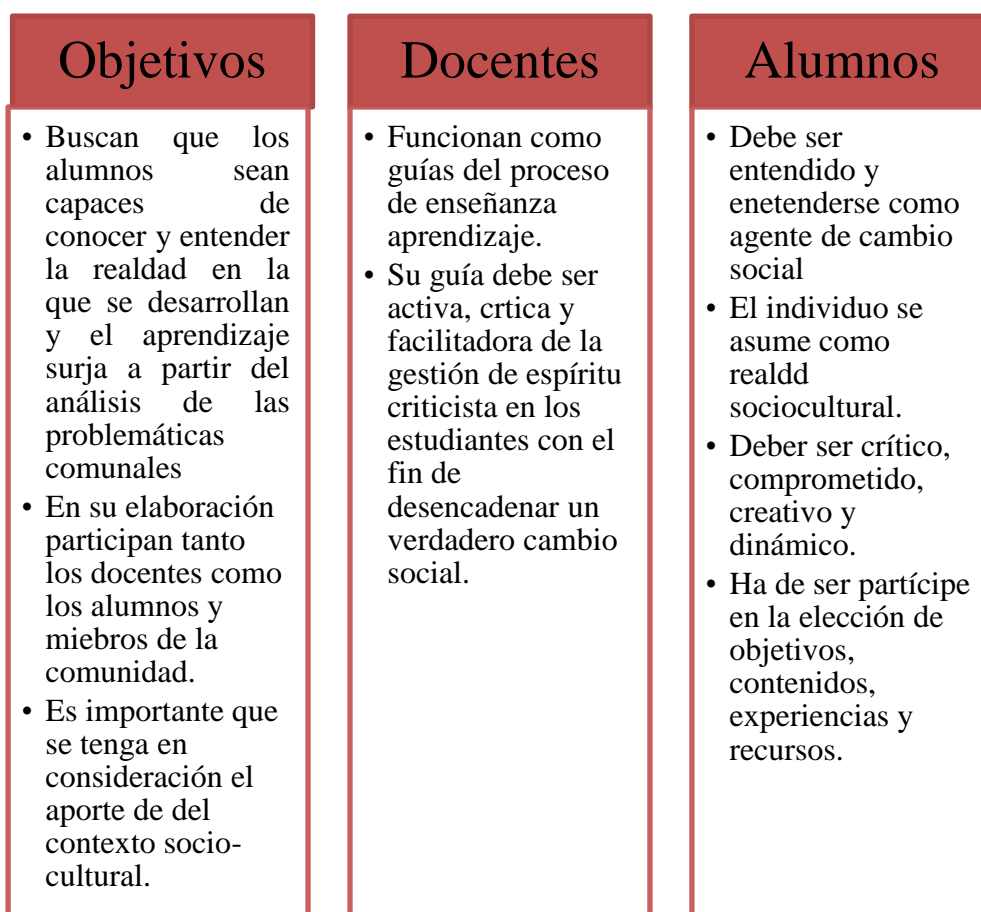 Objetivos
• Buscan que los
alumnos sean
capaces de
conocer y entender
la realdad en la
que se desarrollan
y el aprendizaje
surja a partir del
análisis de las
problemáticas
comunales
• En su elaboración
participan tanto
los docentes como
los alumnos y
miebros de la
comunidad.
• Es importante que
se tenga en
consideración el
aporte de del
contexto socio-
cultural.
Docentes
• Funcionan como
guías del proceso
de enseñanza
aprendizaje.
• Su guía debe ser
activa, crtica y
facilitadora de la
gestión de espíritu
criticista en los
estudiantes con el
fin de
desencadenar un
verdadero cambio
social.
Alumnos
• Debe ser
entendido y
enetenderse como
agente de cambio
social
• El individuo se
asume como
realdd
sociocultural.
• Deber ser crítico,
comprometido,
creativo y
dinámico.
• Ha de ser partícipe
en la elección de
objetivos,
contenidos,
experiencias y
recursos.